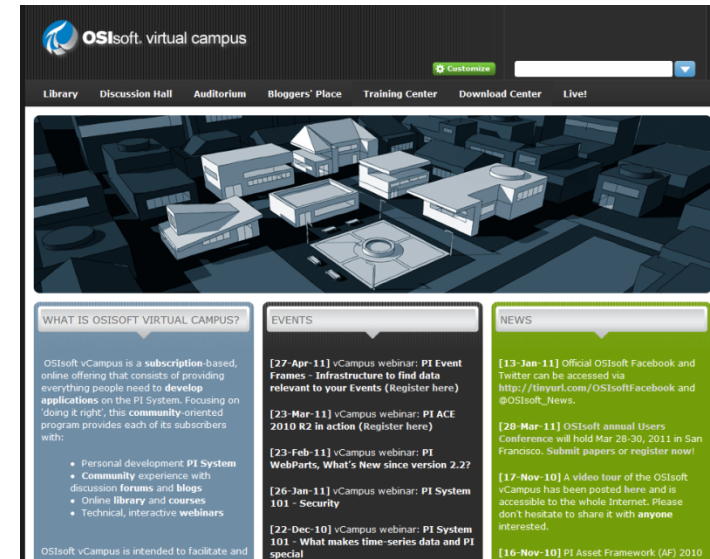 OSIsoft. virtual campus
Customize
Library Discussion Hall Auditorium Bloggers' Place Training Center Download Center Live!
WHAT IS OSISOFT VIRTUAL CAMPUS?
OSIsoft vCampus is a subscription-based,
online offering that consists of providing
everything people need to develop
applications on the PI System. Focusing on
'doing it right', this community-oriented
program provides each of its subscribers
with:
Personal development PI System
Community experience with
discussion forums and blogs
Online library and courses
Technical, interactive webinars
OSIsoft vCampus is intended to facilitate and
EVENTS
[27-Apr-11] vCampus webinar: PI Event
Frames - Infrastructure to find data
relevant to your Events (Register here)
[23-Mar-11] vCampus webinar: PI ACE
2010 R2 in action (Register here)
[23-Feb-11] vCampus webinar: PI
WebParts, What's New since version 2.2?
[26-Jan-11] vCampus webinar: PI System
101 - Security
[22-Dec-10] vCampus webinar: PI System
101 - What makes time-series data and PI
special
NEWS
[13-Jan-11] Official OSIsoft Facebook and
Twitter can be accessed via
http://tinyurl.com/OSIsoftFacebook and
@OSIsoft_News.
[28-Mar-11] OSIsoft annual Users
Conference will hold Mar 28-30, 2011 in San
Francisco. Submit papers or register now!
[17-Nov-10] A video tour of the OSIsoft
vCampus has been posted here and is
accessible to the whole Internet. Please
don't hesitate to share it with anyone
interested.
[16-Nov-10] PI Asset Framework (AF) 2010